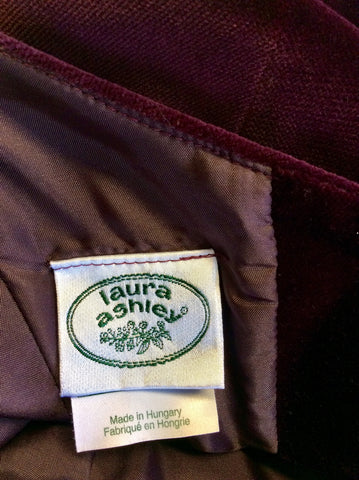 laura
ashley®
Made in Hungary
Fabriqué en Hongrie